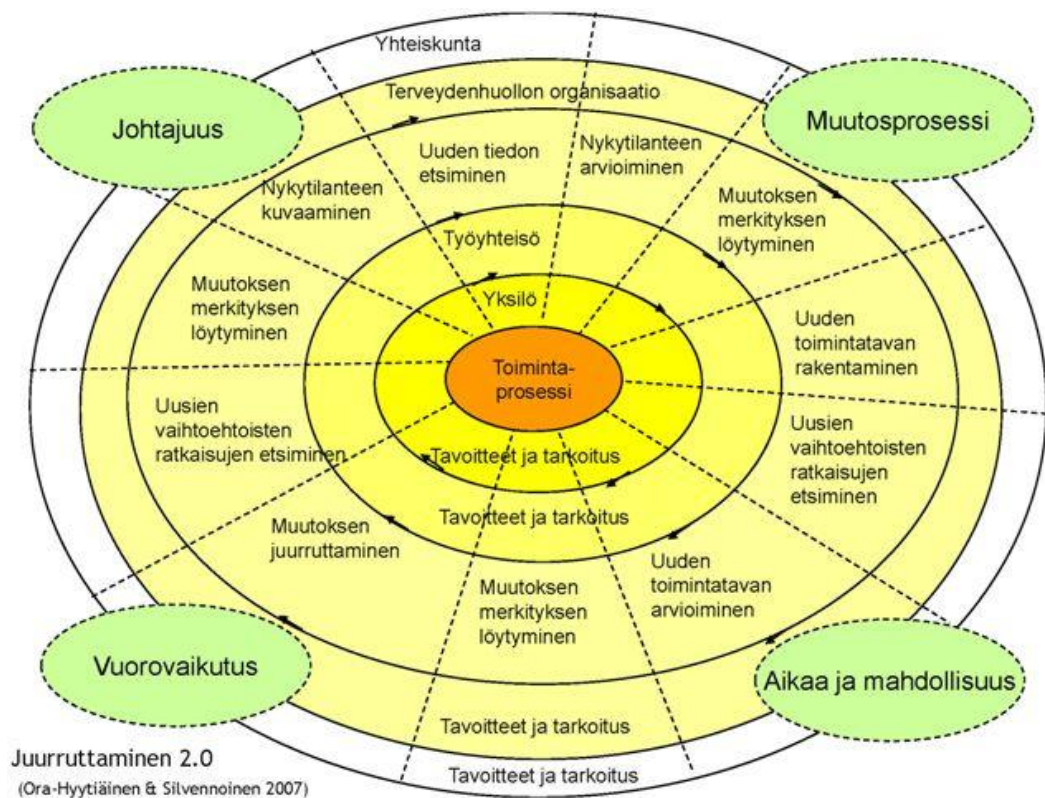 Yhteiskunta
Terveydenhuollon organisaatio
Johtajuus
Muutosprosessi
Uuden tiedon
etsiminen
Nykytilanteen
arvioiminen
Nykytilanteen
kuvaaminen
Muutoksen
merkityksen
löytyminen
Työyhteisö
Muutoksen
merkityksen
löytyminen
Yksilö
Uuden
toimintatavan
rakentaminen
Toiminta-
prosessi
Uusien
vaihtoehtoisten
ratkaisujen etsiminen
Uusien
vaihtoehtoisten
ratkaisujen
etsiminen
Tavoitteet ja tarkoitus
Tavoitteet ja tarkoitus
Muutoksen
juurruttaminen
Uuden
toimintatavan
arvioiminen
Muutoksen
merkityksen
löytyminen
Vuorovaikutus
Aikaa ja mahdollisuus
Tavoitteet ja tarkoitus
Tavoitteet ja tarkoitus
Juurruttaminen 2.0
(Ora-Hyytiäinen & Silvennoinen 2007)